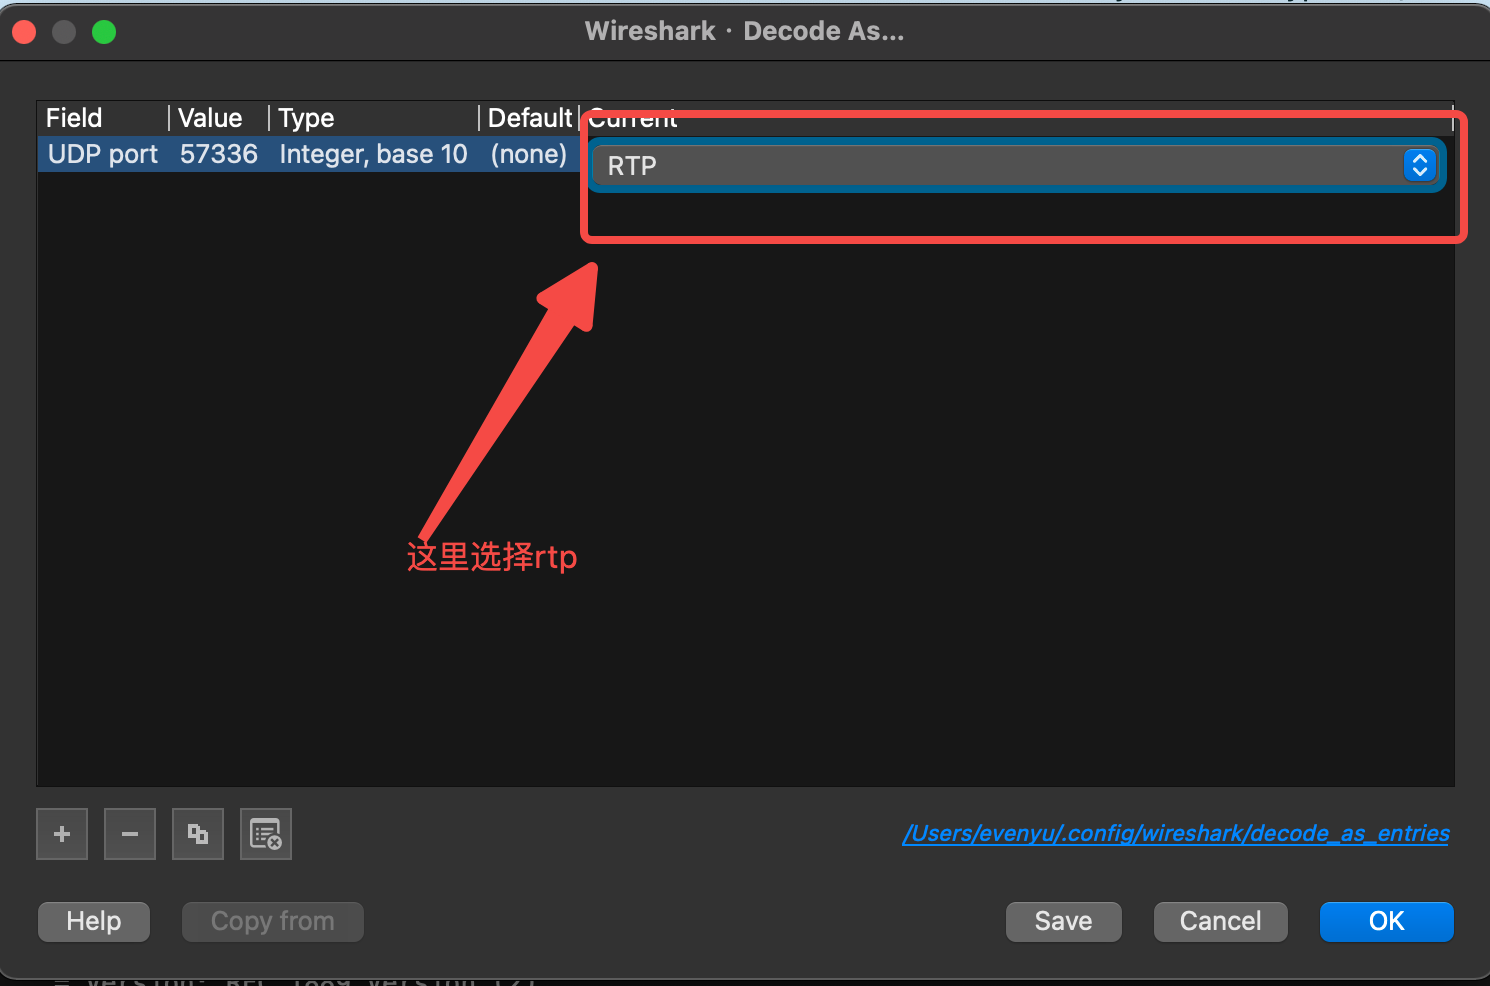 Wireshark · Decode As...
Field Value Type Default Current
UDP port 57336 Integer, base 10 (none) RTP
这里选择rtp
/Users/evenyu/.config/wireshark/decode_as_entries
Help Copy from Save Cancel OK